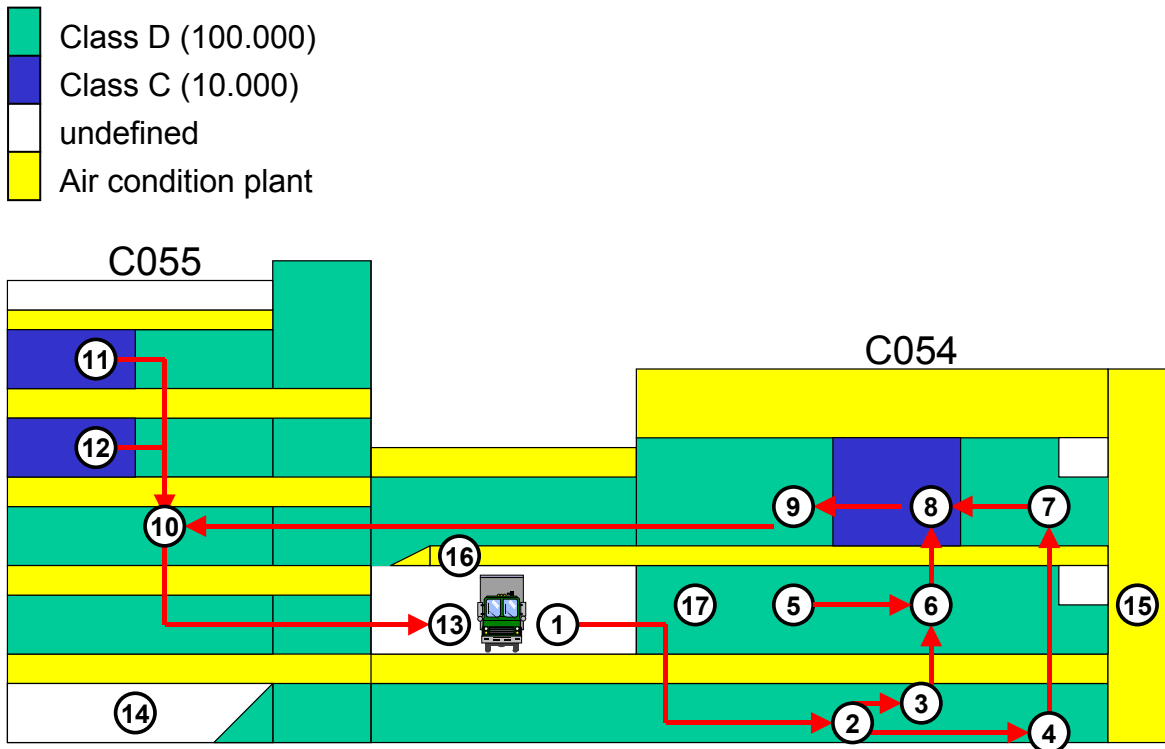 Class D (100.000)
Class C (10.000)
undefined
Air condition plant
C055
C054
11
12
10
9
8
7
16
13
1
17
5
6
15
14
2
3
4